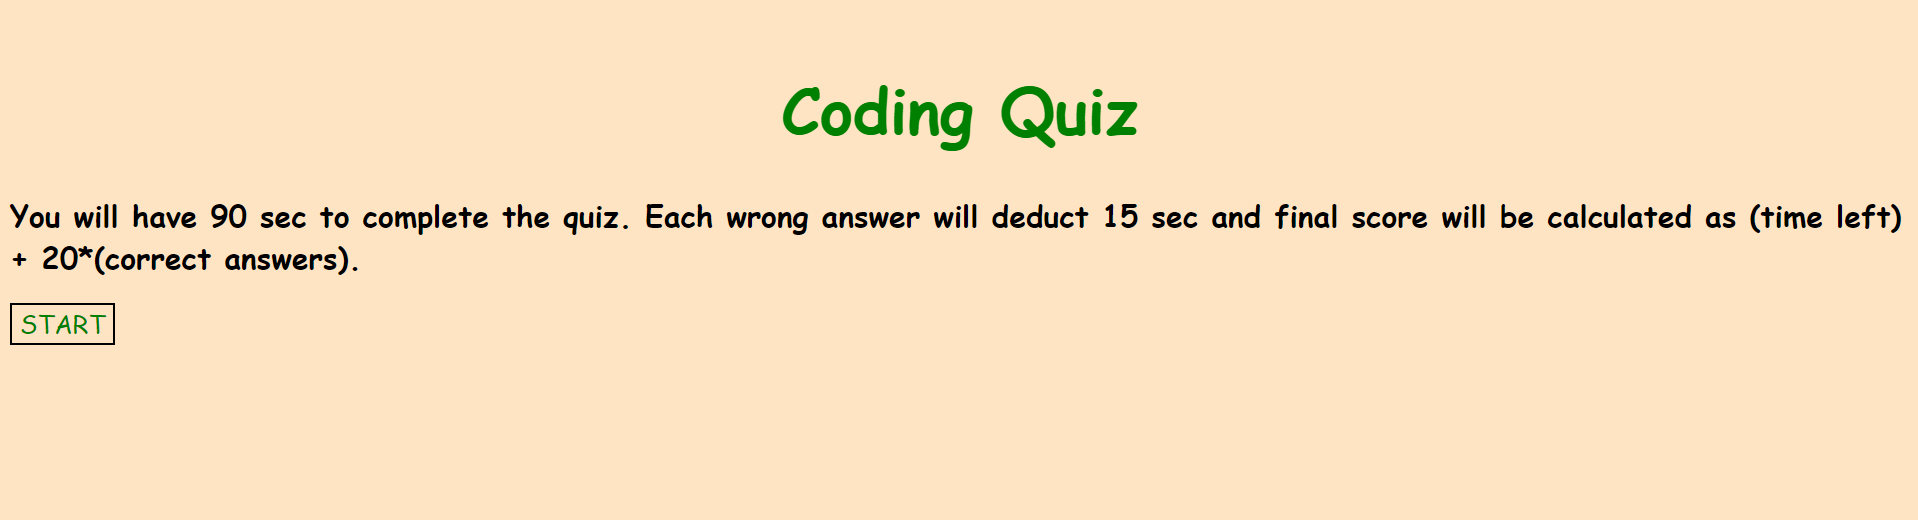 Coding Quiz
You will have 90 sec to complete the quiz. Each wrong answer will deduct 15 sec and final score will be calculated as (time left)
+ 20*(correct answers).
START